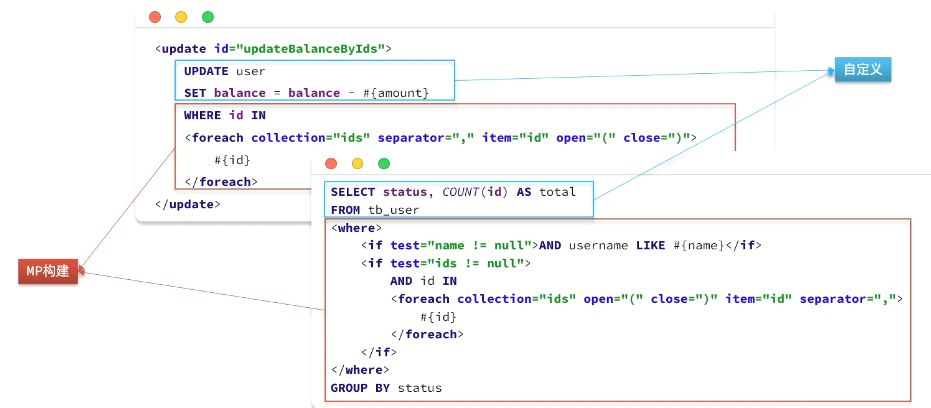 <update id="updateBalanceByIds">
UPDATE user
SET balance = balance - #{amount}
WHERE id IN
<foreach collection="ids" separator="," item="id" open="(" close=")">
#{id}
</foreach>
</update>
自定义
SELECT status, COUNT(id) AS total
FROM tb_user
<where>
<if test="name != null">AND username LIKE #{name}</if>
<if test="ids != null">
AND id IN
<foreach collection="ids" open="(" close=")" item="id" separator=",">
#{id}
</foreach>
</if>
</where>
GROUP BY status
MP构建